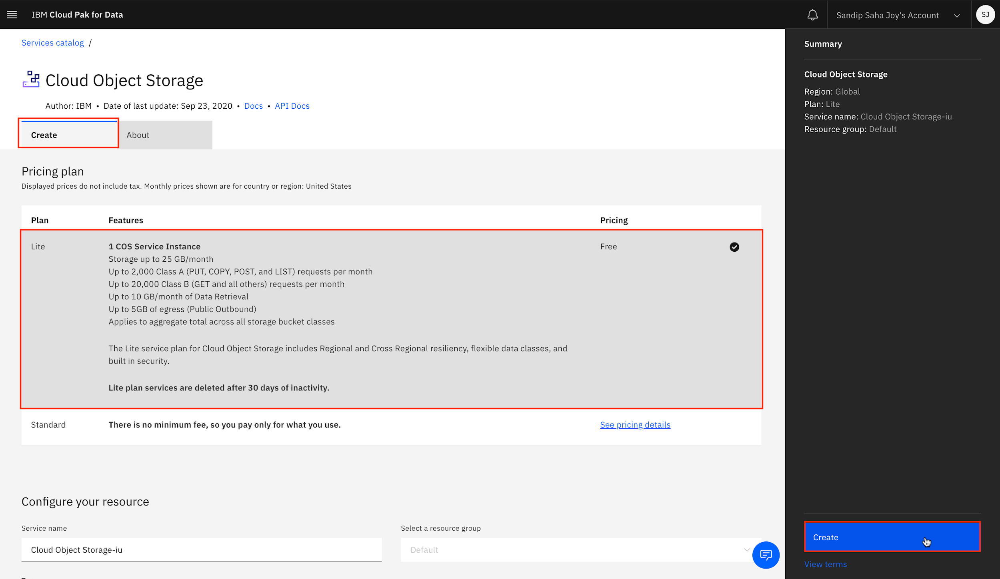 IBM Cloud Pak for Data
Sandip Saha Joy's Account
SJ
Services catalog /
Cloud Object Storage
Author: IBM • Date of last update: Sep 23, 2020 • Docs • API Docs
Create
About
Pricing plan
Displayed prices do not include tax. Monthly prices shown are for country or region: United States
Plan Features Pricing
Lite 1 COS Service Instance Free
Storage up to 25 GB/month
Up to 2,000 Class A (PUT, COPY, POST, and LIST) requests per month
Up to 20,000 Class B (GET and all others) requests per month
Up to 10 GB/month of Data Retrieval
Up to 5GB of egress (Public Outbound)
Applies to aggregate total across all storage bucket classes
The Lite service plan for Cloud Object Storage includes Regional and Cross Regional resiliency, flexible data classes, and
built in security.
Lite plan services are deleted after 30 days of inactivity.
Standard There is no minimum fee, so you pay only for what you use. See pricing details
Configure your resource
Service name
Cloud Object Storage-iu
Select a resource group
Default
Summary
Cloud Object Storage
Region: Global
Plan: Lite
Service name: Cloud Object Storage-iu
Resource group: Default
Create
View terms